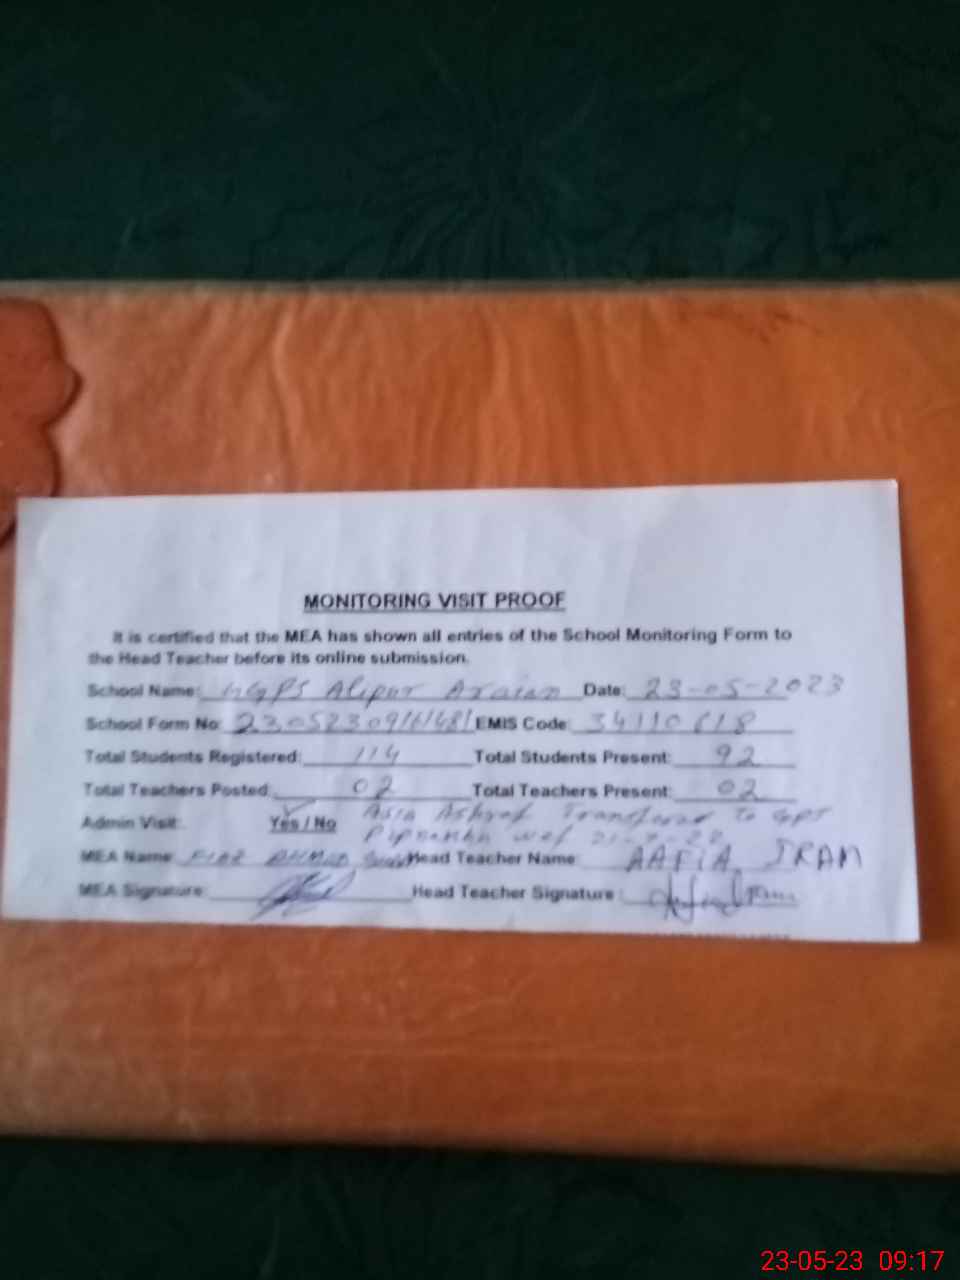 MONITORING VISIT PROOF
It is certified that the MEA has shown all entries of the School Monitoring Form to
the Head Teacher before its online submission.
School Name: GGPS Alipur Araian Date: 23-05-2023
School Form No: EMIS Code: 34110618
Total Students Registered: 114 Total Students Present: 92
Total Teachers Posted: 02 Total Teachers Present: 02
Admin Visit: Yes / No Asia Ashraf Transferred to GPS
wef
MEA Name: AHMAD Head Teacher Name: AAFIA IRAM
MEA Signature: Head Teacher Signature:
23-05-23 09:17